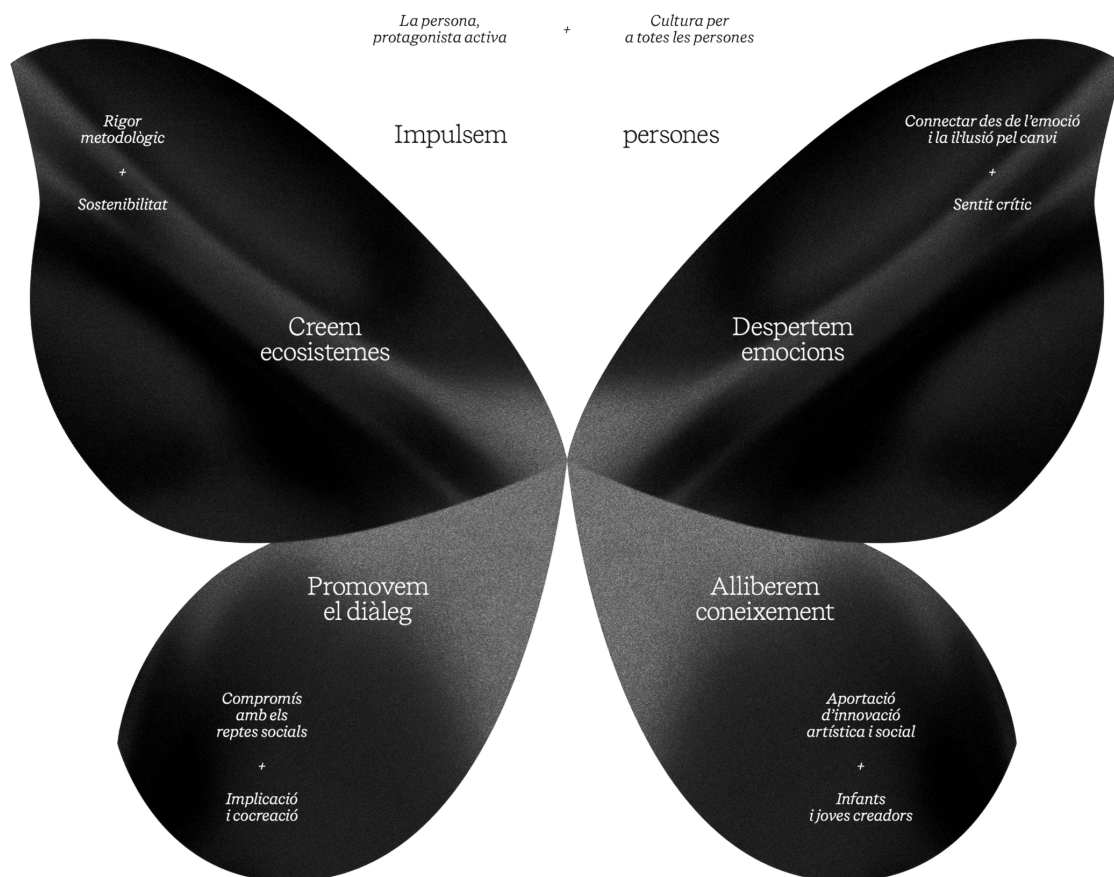 La persona,
protagonista activa
+
Cultura per
a totes les persones
Impulsem persones
Rigor
metodològic
+
Sostenibilitat
Connectar des de l'emoció
i la il·lusió pel canvi
+
Sentit crític
Creem
ecosistemes
Despertem
emocions
Promovem
el diàleg
Alliberem
coneixement
Compromís
amb els
reptes socials
+
Implicació
i cocreació
Aportació
d'innovació
artística i social
+
Infants
i joves creadors